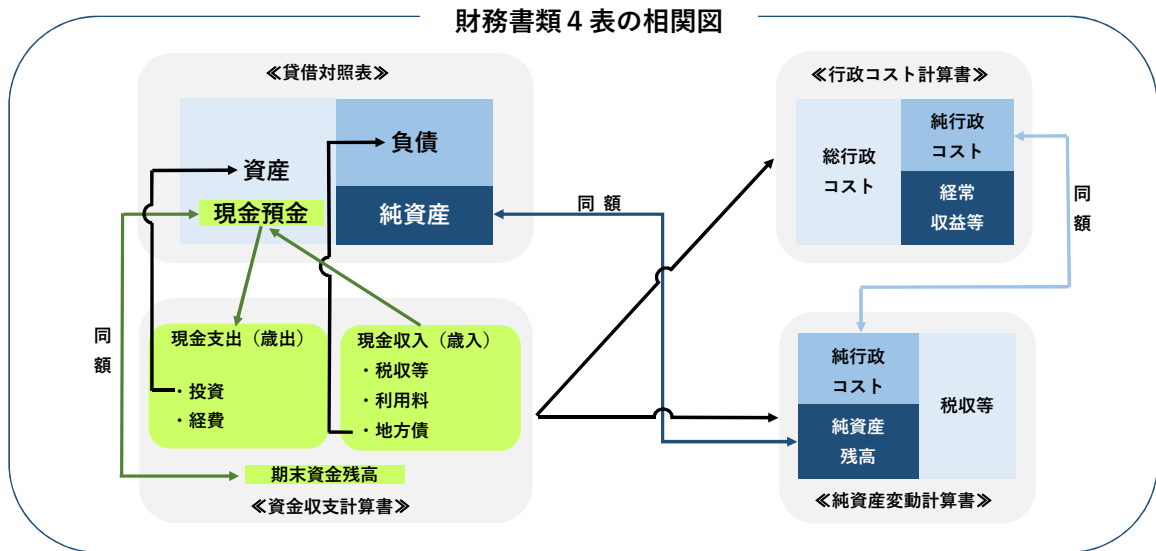 財務書類４表の相関図
≪貸借対照表≫
資産
現金預金
負債
純資産
≪行政コスト計算書≫
総行政
コスト
純行政
コスト
経常
収益等
同額
同額
同額
現金支出（歳出）
・投資
・経費
現金収入（歳入）
・税収等
・利用料
・地方債
期末資金残高
≪資金収支計算書≫
純行政
コスト
純資産
残高
税収等
≪純資産変動計算書≫